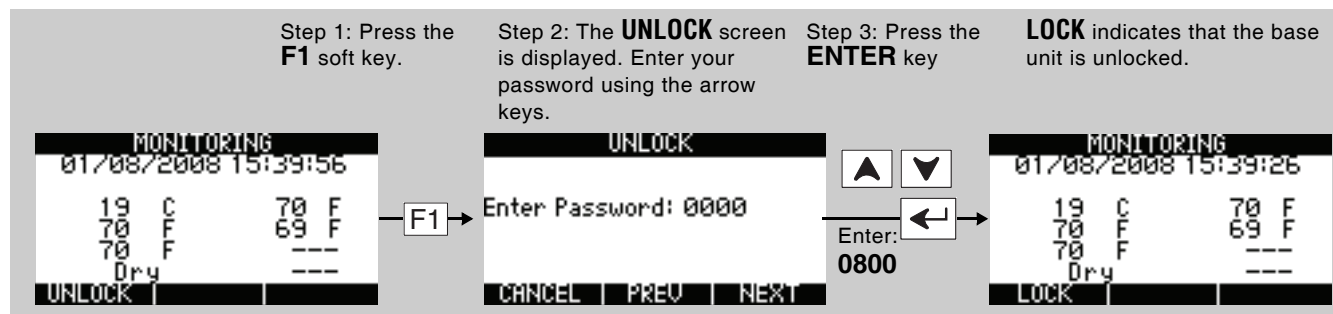 Step 1: Press the
F1 soft key.
Step 2: The UNLOCK screen
is displayed. Enter your
password using the arrow
keys.
Step 3: Press the
ENTER key
LOCK indicates that the base
unit is unlocked.
MONITORING
01/08/2008 15:39:56
19 C 70 F
70 F 69 F
70 F ---
Dry ---
UNLOCK
F1
UNLOCK
Enter Password: 0000
CANCEL | PREV | NEXT
Enter:
0800
MONITORING
01/08/2008 15:39:26
19 C 70 F
70 F 69 F
70 F ---
Dry ---
LOCK